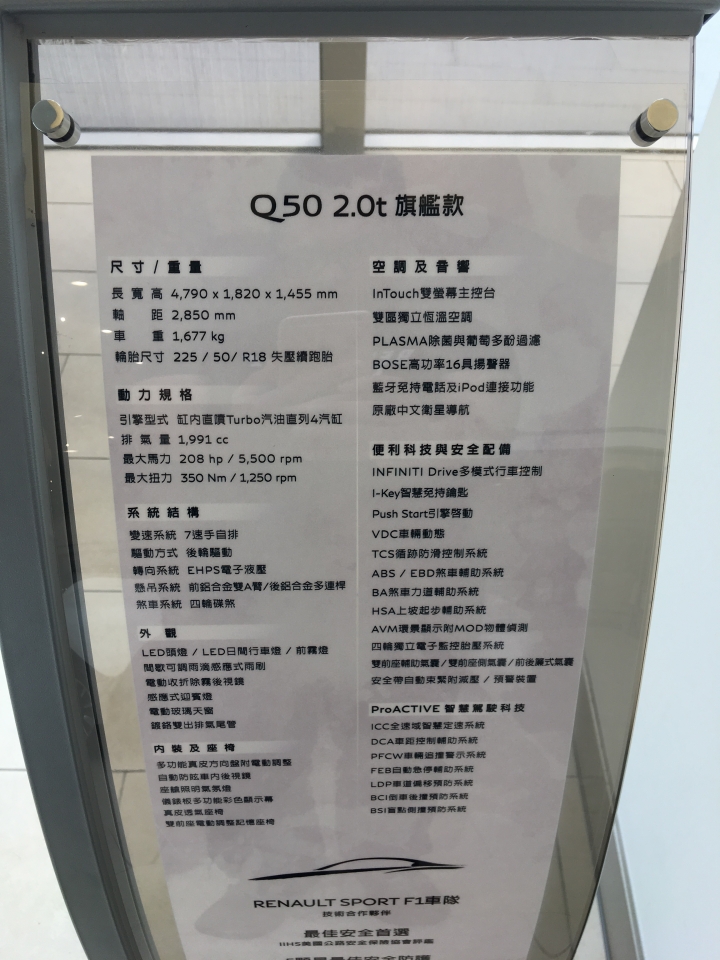 Q50 2.0t 旗艦款
尺寸/重量
長寬高 4,790 x 1,820 x 1,455 mm
軸距 2,850 mm
車重 1,677 kg
輪胎尺寸 225 / 50/ R18 失壓續跑胎
動力規格
引擎型式 缸內直噴Turbo汽油直列4汽缸
排氣量 1,991 cc
最大馬力 208 hp / 5,500 rpm
最大扭力 350 Nm / 1,250 rpm
系統結構
變速系統 7速手自排
驅動方式 後輪驅動
轉向系統 EHPS電子液壓
懸吊系統 前鋁合金雙A臂/後鋁合金多連桿
煞車系統 四輪碟煞
外觀
LED頭燈 / LED日間行車燈 / 前霧燈
間歇可調雨滴感應式雨刷
電動收折除霧後視鏡
感應式迎賓燈
電動玻璃天窗
鍍鉻雙出排氣尾管
內裝及座椅
多功能真皮方向盤附電動調整
自動防眩車內後視鏡
座艙照明氣氛燈
儀錶板多功能彩色顯示幕
真皮透氣座椅
雙前座電動調整記憶座椅
空調及音響
InTouch雙螢幕主控台
雙區獨立恆溫空調
PLASMA除菌與葡萄多酚過濾
BOSE高功率16具揚聲器
藍牙免持電話及iPod連接功能
原廠中文衛星導航
便利科技與安全配備
INFINITI Drive多模式行車控制
I-Key智慧免持鑰匙
Push Start引擎啓動
VDC車輛動態
TCS循跡防滑控制系統
ABS / EBD煞車輔助系統
BA煞車力道輔助系統
HSA上坡起步輔助系統
AVM環景顯示附MOD物體偵測
四輪獨立電子監控胎壓系統
雙前座輔助氣囊/雙前座側氣囊/前後簾式氣囊
安全帶自動束緊附減壓 / 預警裝置
ProACTIVE 智慧駕駛科技
ICC全速域智慧定速系統
DCA車距控制輔助系統
PFCW車輛追撞警示系統
FEB自動急停輔助系統
LDP車道偏移預防系統
BCI倒車後撞預防系統
BSI盲點側撞預防系統
RENAULT SPORT F1車隊
技術合作夥伴
最佳安全首選
IIHS美國公路安全保險協會評鑑